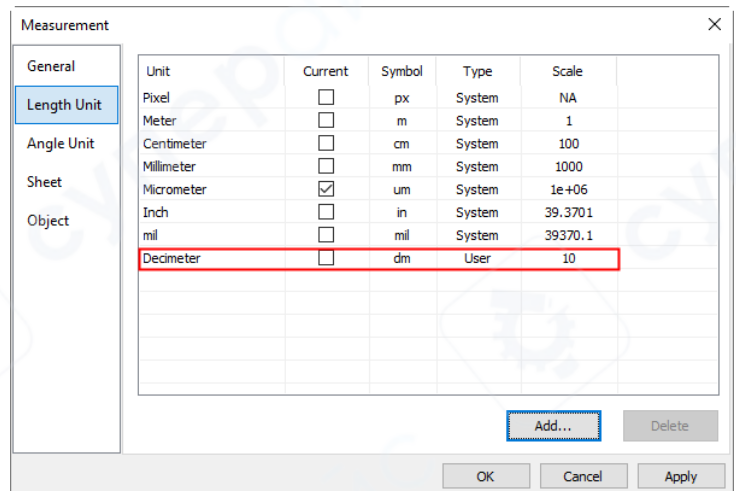 Measurement
General
Length Unit
Angle Unit
Sheet
Object
Unit Current Symbol Type Scale
Pixel px System NA
Meter m System 1
Centimeter cm System 100
Millimeter mm System 1000
Micrometer um System 1e+06
Inch in System 39.3701
mil mil System 39370.1
Decimeter dm User 10
Add... Delete
OK Cancel Apply